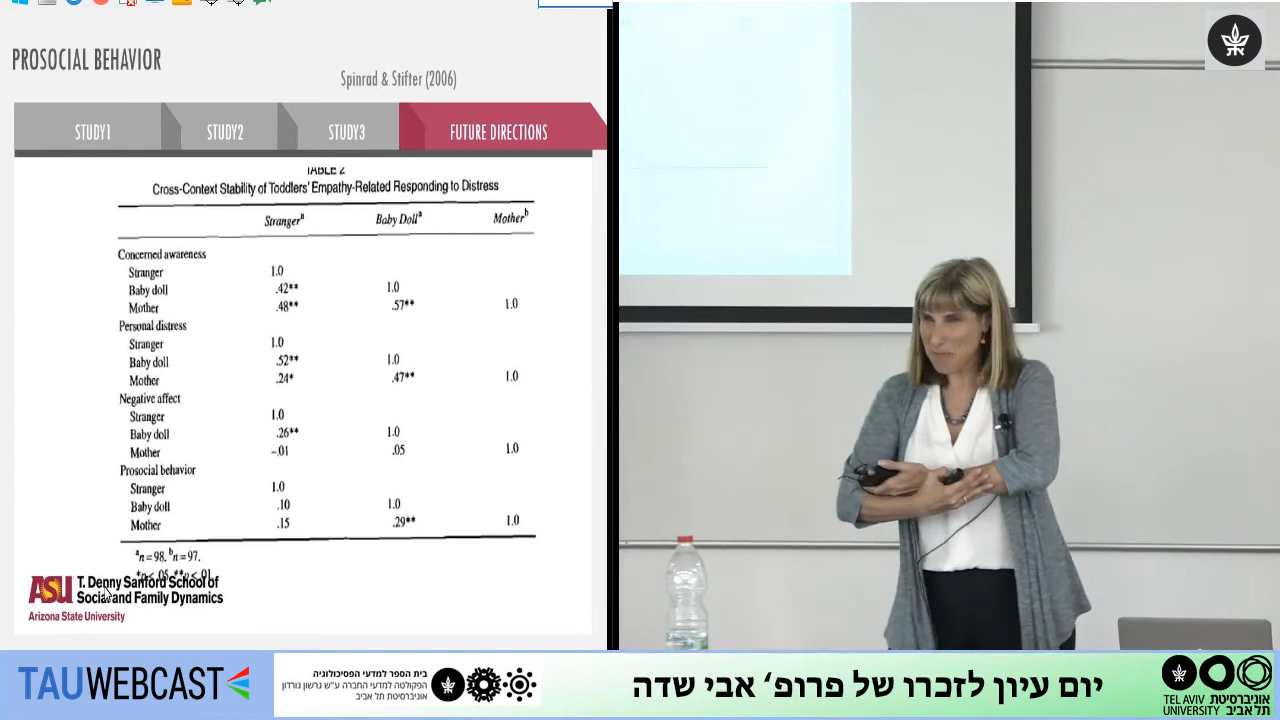 PROSOCIAL BEHAVIOR
Spinrad & Stifter (2006)
STUDY1 STUDY2 STUDY3 FUTURE DIRECTIONS
TABLE 2
Cross-Context Stability of Toddlers' Empathy-Related Responding to Distress
Stranger^a Baby Doll^a Mother^b
Concerned awareness
Stranger 1.0
Baby doll .42** 1.0
Mother .48** .57** 1.0
Personal distress
Stranger 1.0
Baby doll .52** 1.0
Mother .24* .47** 1.0
Negative affect
Stranger 1.0
Baby doll .26** 1.0
Mother –.01 .05 1.0
Prosocial behavior
Stranger 1.0
Baby doll .10 1.0
Mother .15 .29** 1.0
^a n = 98. ^b n = 97.
*p < .05. **p < .01.
ASU T. Denny Sanford School of
Social and Family Dynamics
Arizona State University
TAUWEBCAST
בית הספר למדעי הפסיכולוגיה
הפקולטה למדעי החברה ע"ש גרשון גורדון
אוניברסיטת תל אביב
יום עיון לזכרו של פרופ' אבי שדה
TEL AVIV אוניברסיטת
UNIVERSITY תל אביב